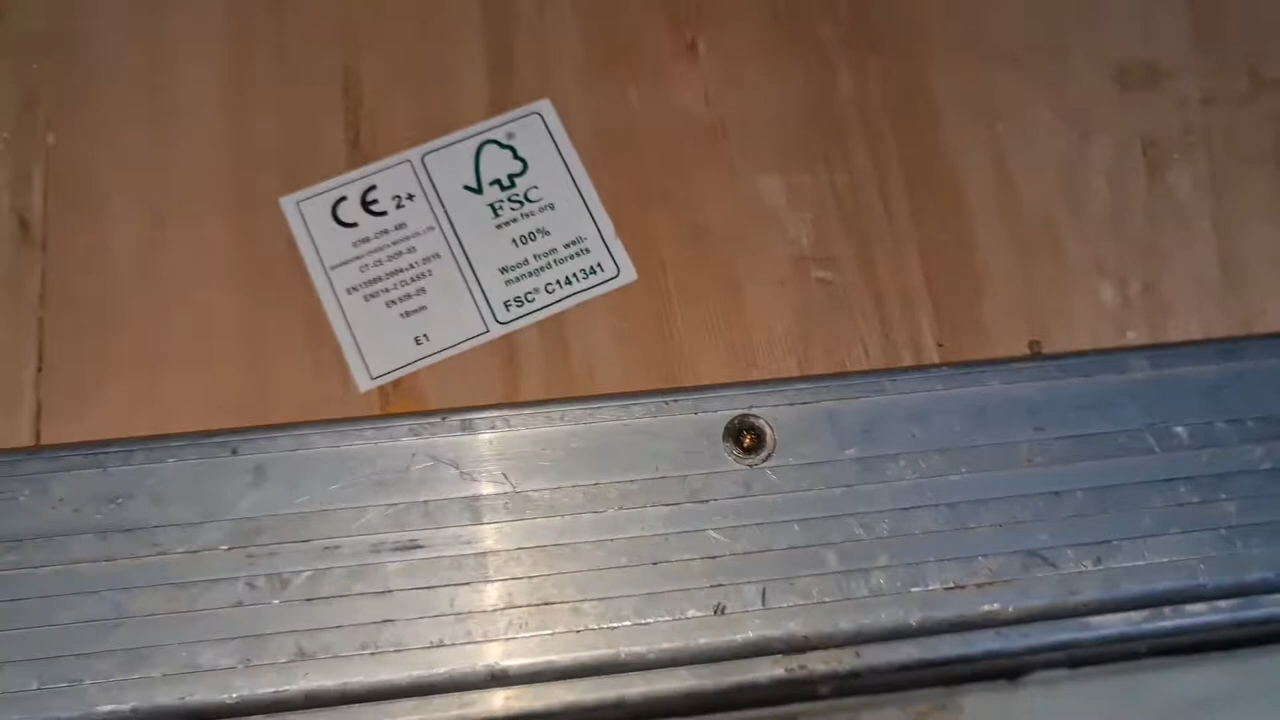 CE 2+
CT-CE-DOP-03
EN13986:2004+A1:2015
EN314-2 CLASS 2
EN 636-2S
18mm
E1
®
FSC
www.fsc.org
100%
Wood from well-
managed forests
FSC® C141341